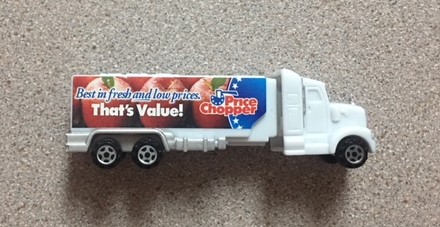 Best in fresh and low prices.
That's Value!
Price
Chopper